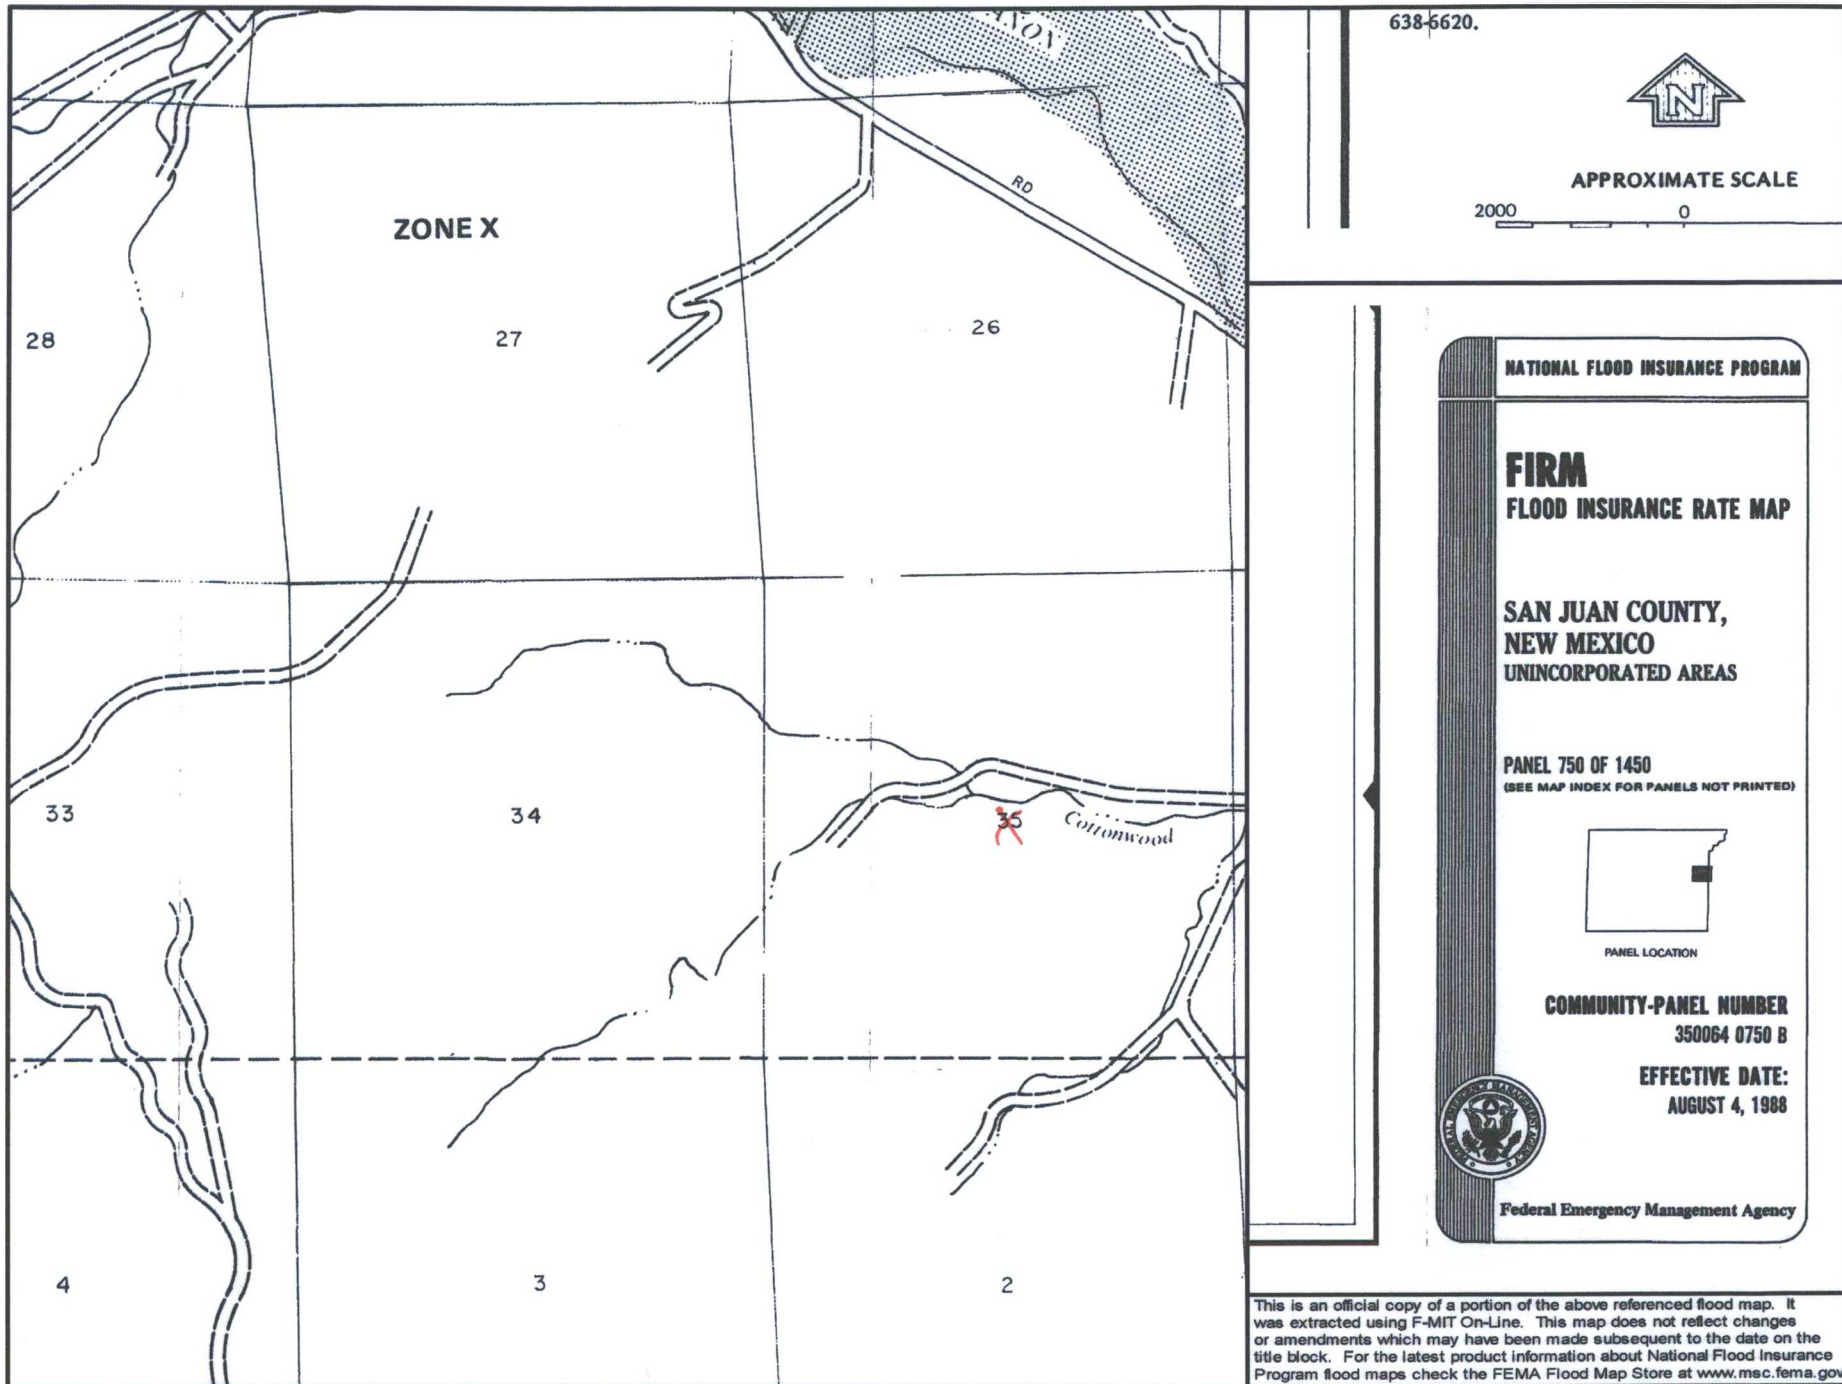 ANON
RD
ZONE X
28
27
26
33
34
35
Cottonwood
4
3
2
638-6620.
N
APPROXIMATE SCALE
2000 0
NATIONAL FLOOD INSURANCE PROGRAM
FIRM
FLOOD INSURANCE RATE MAP
SAN JUAN COUNTY,
NEW MEXICO
UNINCORPORATED AREAS
PANEL 750 OF 1450
(SEE MAP INDEX FOR PANELS NOT PRINTED)
PANEL LOCATION
COMMUNITY-PANEL NUMBER
350064 0750 B
EFFECTIVE DATE:
AUGUST 4, 1988
FEDERAL EMERGENCY MANAGEMENT AGENCY
Federal Emergency Management Agency
This is an official copy of a portion of the above referenced flood map. It
was extracted using F-MIT On-Line. This map does not reflect changes
or amendments which may have been made subsequent to the date on the
title block. For the latest product information about National Flood Insurance
Program flood maps check the FEMA Flood Map Store at www.msc.fema.gov